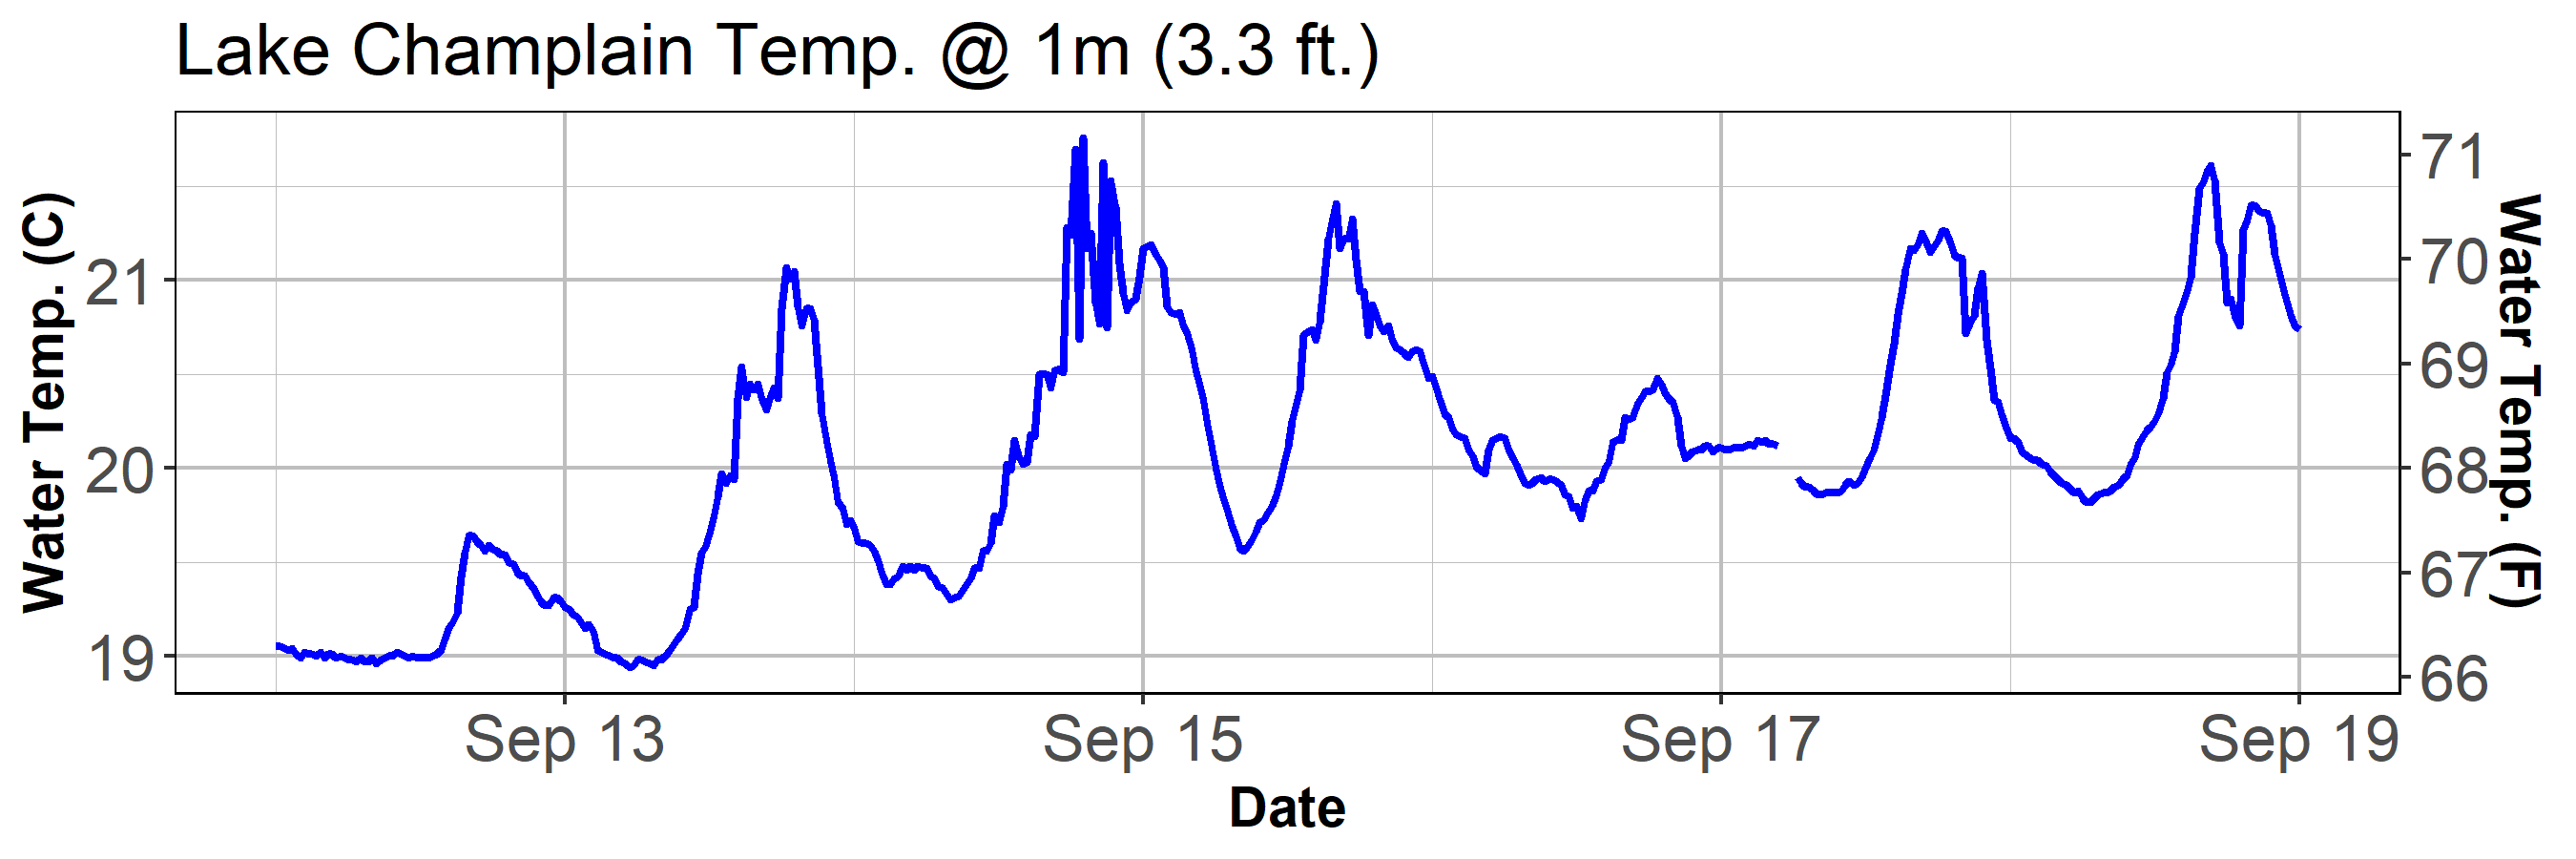 Lake Champlain Temp. @ 1m (3.3 ft.)
Water Temp. (C)
21
20
19
71
70
69
68
67
66
Water Temp. (F)
Sep 13
Sep 15
Sep 17
Sep 19
Date